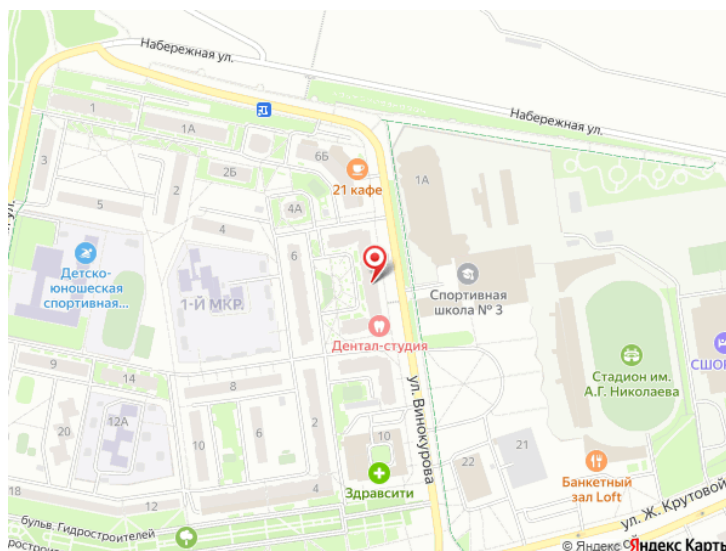 Набережная ул.
Набережная ул.
1
1А
6Б
2Б
21 кафе
1А
3
5
2
4
4А
6
Детско-
юношеская
спортивная...
1-Й МКР.
Спортивная
школа № 3
Дентал-студия
Стадион им.
А.Г. Николаева
9
14
8
ул. Винокурова
12А
20
10
6
2
10
21
22
Здравсити
Банкетный
зал Loft
18
12
4
ул. Ж. Крутовой
бульв. Гидростроителей
© Яндекс
Яндекс Карты